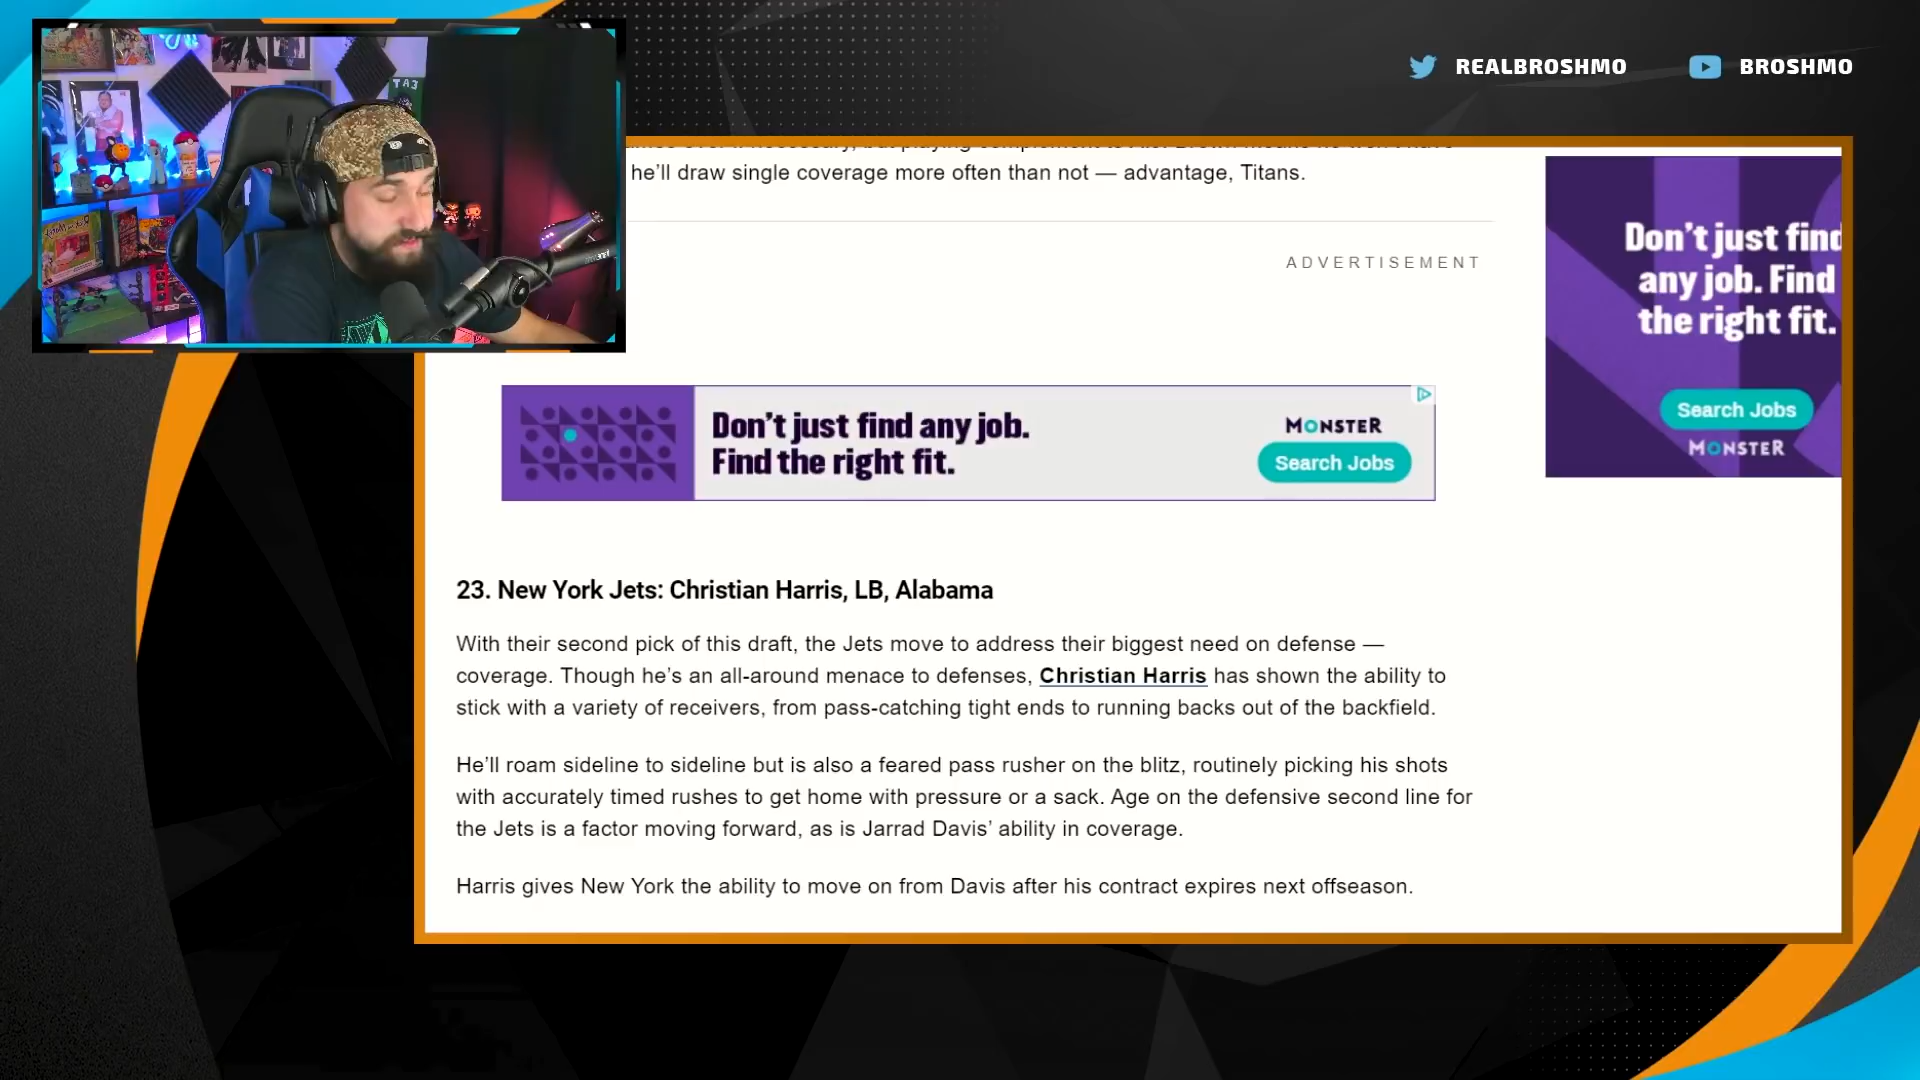 TA3
REALBROSHMO
BROSHMO
he'll draw single coverage more often than not — advantage, Titans.
ADVERTISEMENT
Don't just find
any job. Find
the right fit.
Search Jobs
MONSTER
Don't just find any job.
Find the right fit.
MONSTER
Search Jobs
23. New York Jets: Christian Harris, LB, Alabama
With their second pick of this draft, the Jets move to address their biggest need on defense —
coverage. Though he's an all-around menace to defenses, Christian Harris has shown the ability to
stick with a variety of receivers, from pass-catching tight ends to running backs out of the backfield.
He'll roam sideline to sideline but is also a feared pass rusher on the blitz, routinely picking his shots
with accurately timed rushes to get home with pressure or a sack. Age on the defensive second line for
the Jets is a factor moving forward, as is Jarrad Davis' ability in coverage.
Harris gives New York the ability to move on from Davis after his contract expires next offseason.